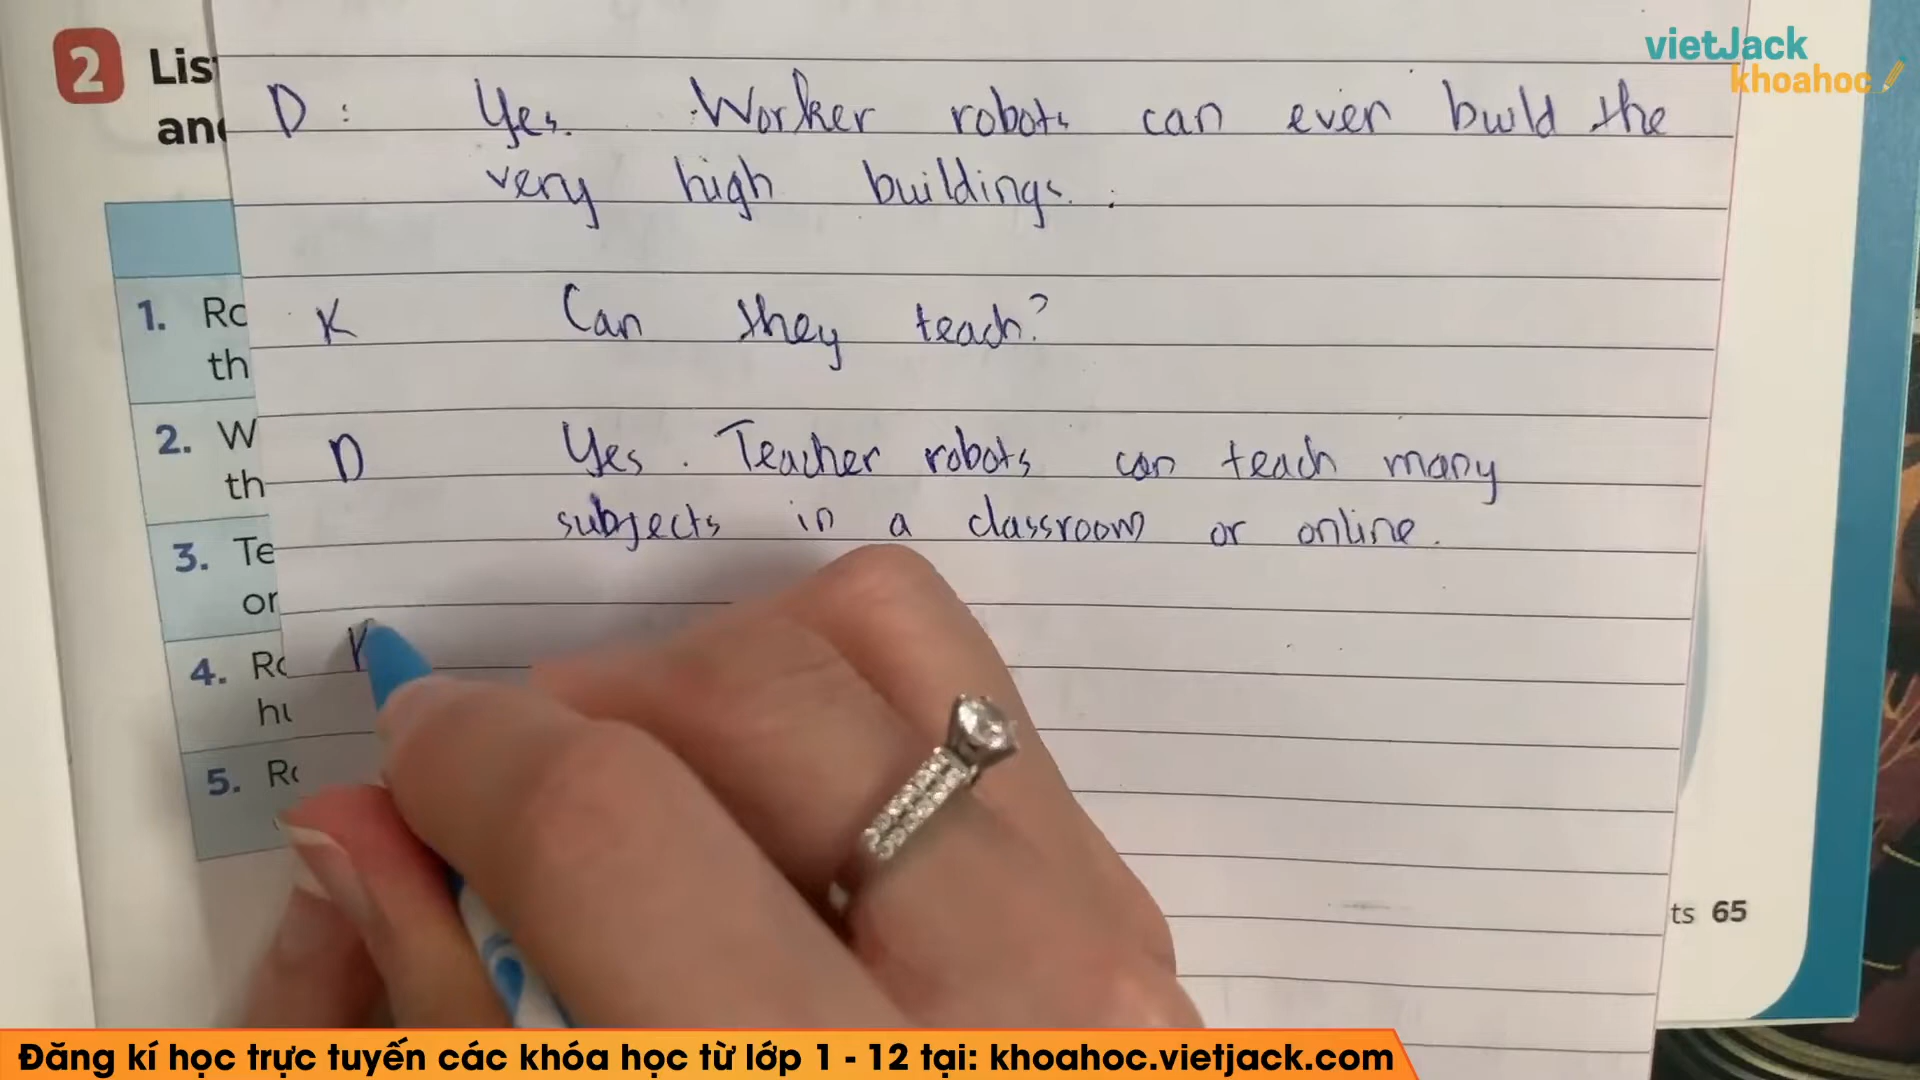 vietJack
khoahoc
2 Lis
and
D : Yes. Worker robots can even build the
very high buildings.
1. Ro
th
K Can they teach?
2. W
th
D Yes. Teacher robots can teach many
subjects in a classroom or online.
3. Te
or
K
4. Ro
hu
5. Ro
ts 65
Đăng kí học trực tuyến các khóa học từ lớp 1 - 12 tại: khoahoc.vietjack.com